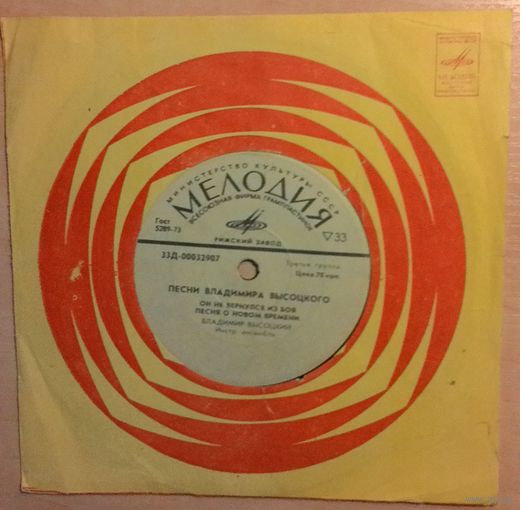 МИНИСТЕРСТВО КУЛЬТУРЫ СССР
МЕЛОДИЯ
ВСЕСОЮЗНАЯ ФИРМА ГРАМПЛАСТИНОК
Гост
5289-73
33
РИЖСКИЙ ЗАВОД
33Д-00032907
Третья группа
Цена 70 коп.
ПЕСНИ ВЛАДИМИРА ВЫСОЦКОГО
ОН НЕ ВЕРНУЛСЯ ИЗ БОЯ
ПЕСНЯ О НОВОМ ВРЕМЕНИ
ВЛАДИМИР ВЫСОЦКИЙ
Инстр. ансамбль